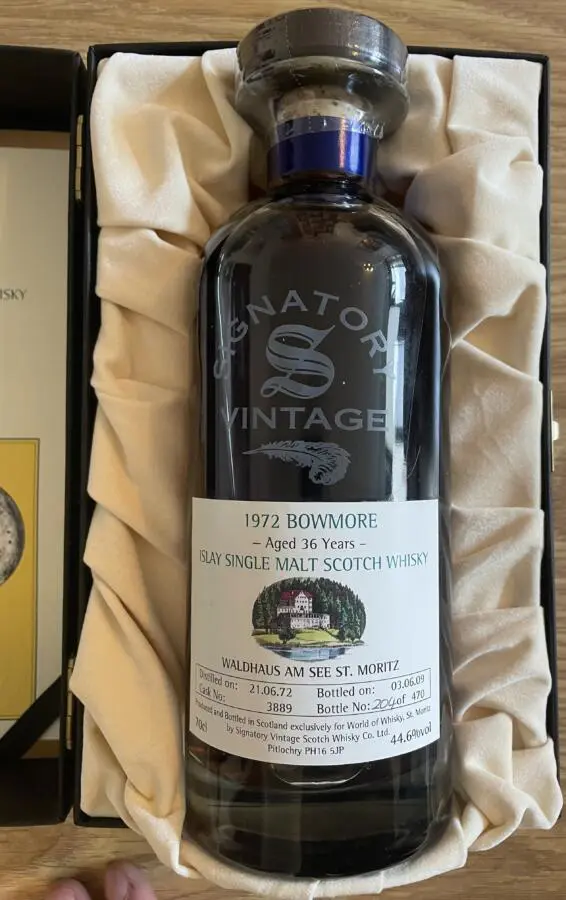 ISKY
SIGNATORY
S
VINTAGE
1972 BOWMORE
– Aged 36 Years –
ISLAY SINGLE MALT SCOTCH WHISKY
WALDHAUS AM SEE ST. MORITZ
Distilled on: 21.06.72 Bottled on: 03.06.09
Cask No: 3889 Bottle No: 204 of 470
Produced and Bottled in Scotland exclusively for World of Whisky, St. Moritz
by Signatory Vintage Scotch Whisky Co. Ltd.
70cl Pitlochry PH16 5JP 44.6%vol